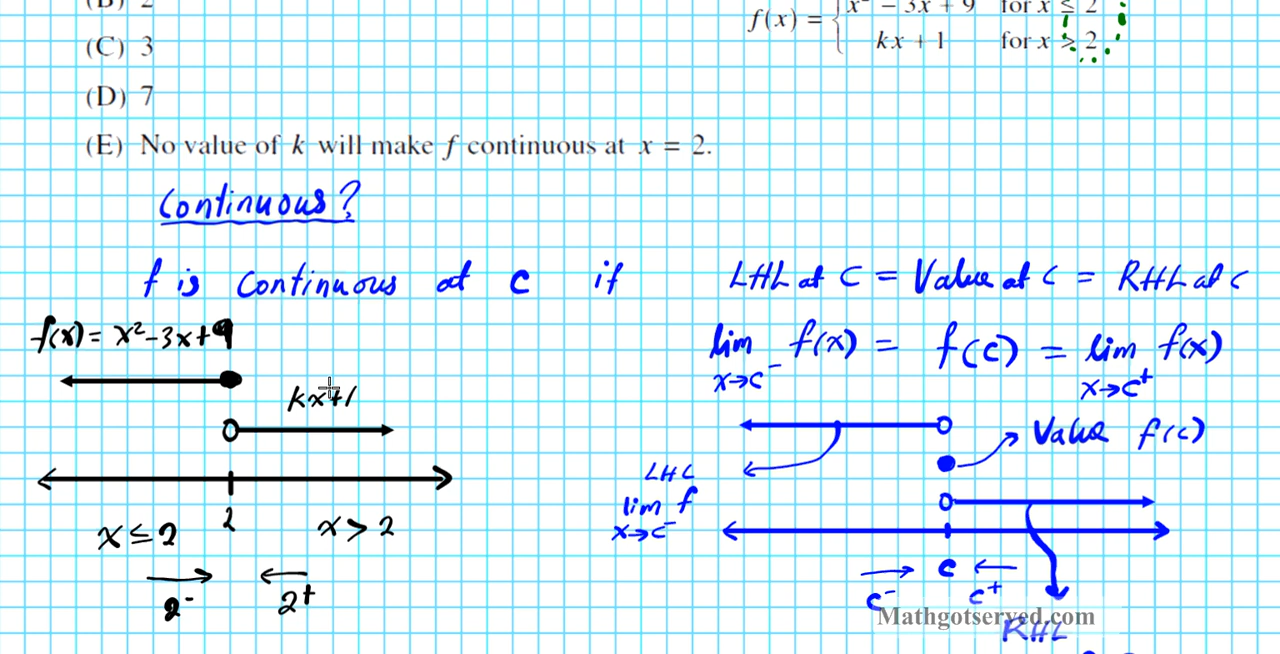 (B) 2
f(x) = { x² − 3x + 9 for x ≤ 2
(C) 3
kx + 1 for x > 2
(D) 7
(E) No value of k will make f continuous at x = 2.
Continuous?
f is continuous at c if LHL at c = Value at c = RHL at c
f(x) = x²-3x+9
lim f(x) = f(c) = lim f(x)
x→c⁻ x→c⁺
kx+1
Value f(c)
LHL
lim f
x→c⁻
2
x ≤ 2 x > 2
c
c⁻ c⁺
2⁻ 2⁺
Mathgotserved.com
RHL